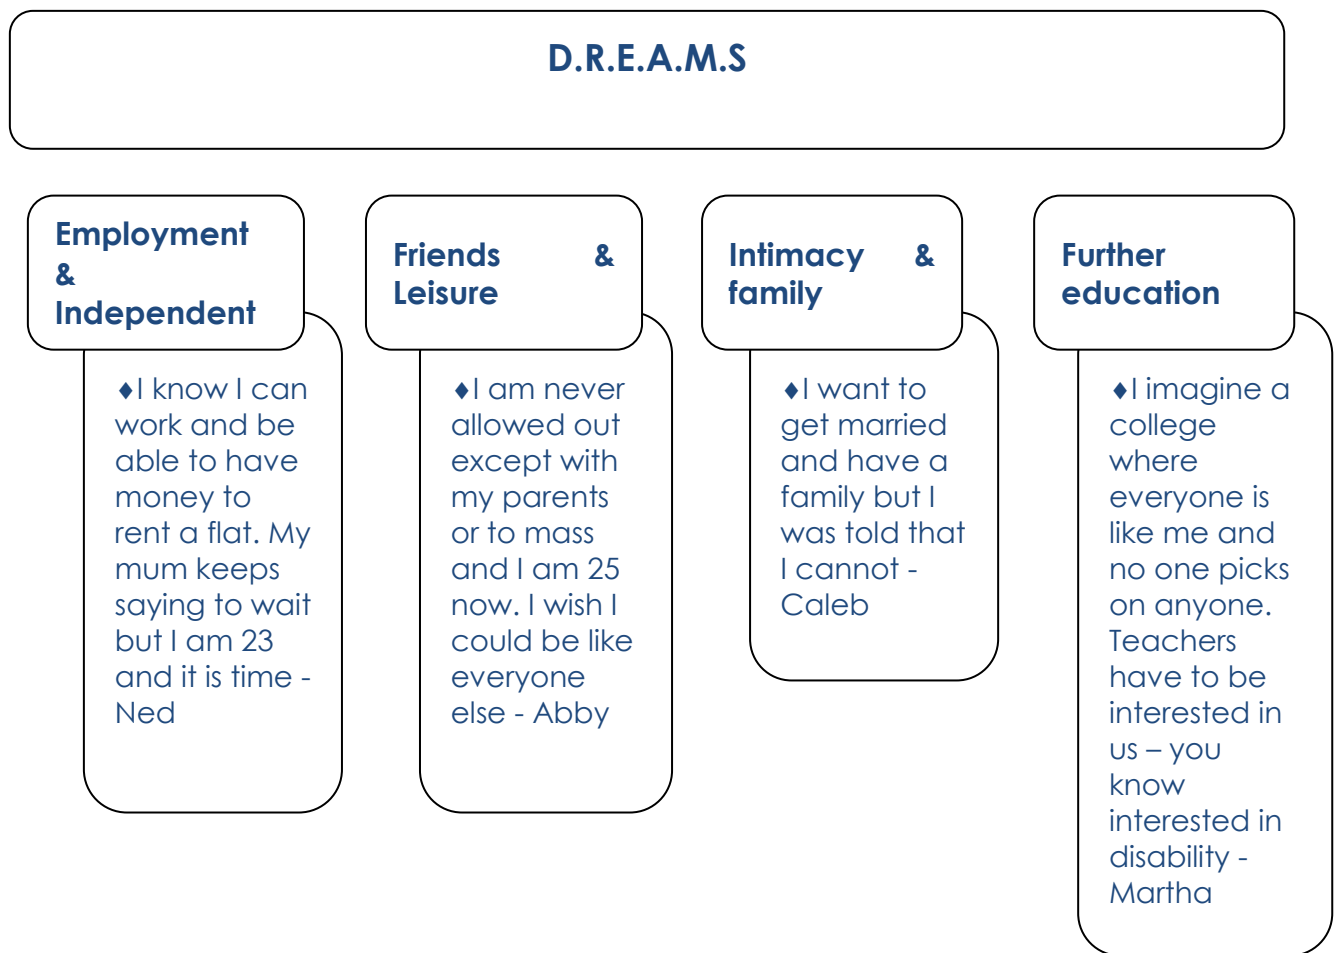 D.R.E.A.M.S
Employment
&
Independent
♦I know I can
work and be
able to have
money to
rent a flat. My
mum keeps
saying to wait
but I am 23
and it is time -
Ned
Friends &
Leisure
♦I am never
allowed out
except with
my parents
or to mass
and I am 25
now. I wish I
could be like
everyone
else - Abby
Intimacy &
family
♦I want to
get married
and have a
family but I
was told that
I cannot -
Caleb
Further
education
♦I imagine a
college
where
everyone is
like me and
no one picks
on anyone.
Teachers
have to be
interested in
us – you
know
interested in
disability -
Martha